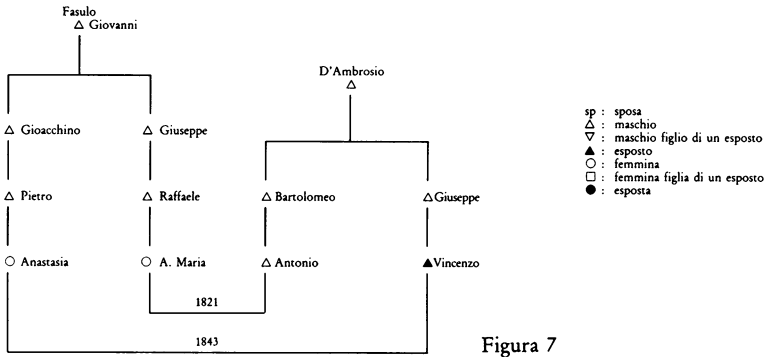 Fasulo
△ Giovanni
D'Ambrosio
△
△ Gioacchino
△ Giuseppe
△ Pietro
△ Raffaele
△ Bartolomeo
△ Giuseppe
○ Anastasia
○ A. Maria
△ Antonio
▲ Vincenzo
1821
1843
sp : sposa
△ : maschio
▽ : maschio figlio di un esposto
▲ : esposto
○ : femmina
□ : femmina figlia di un esposto
● : esposta
Figura 7